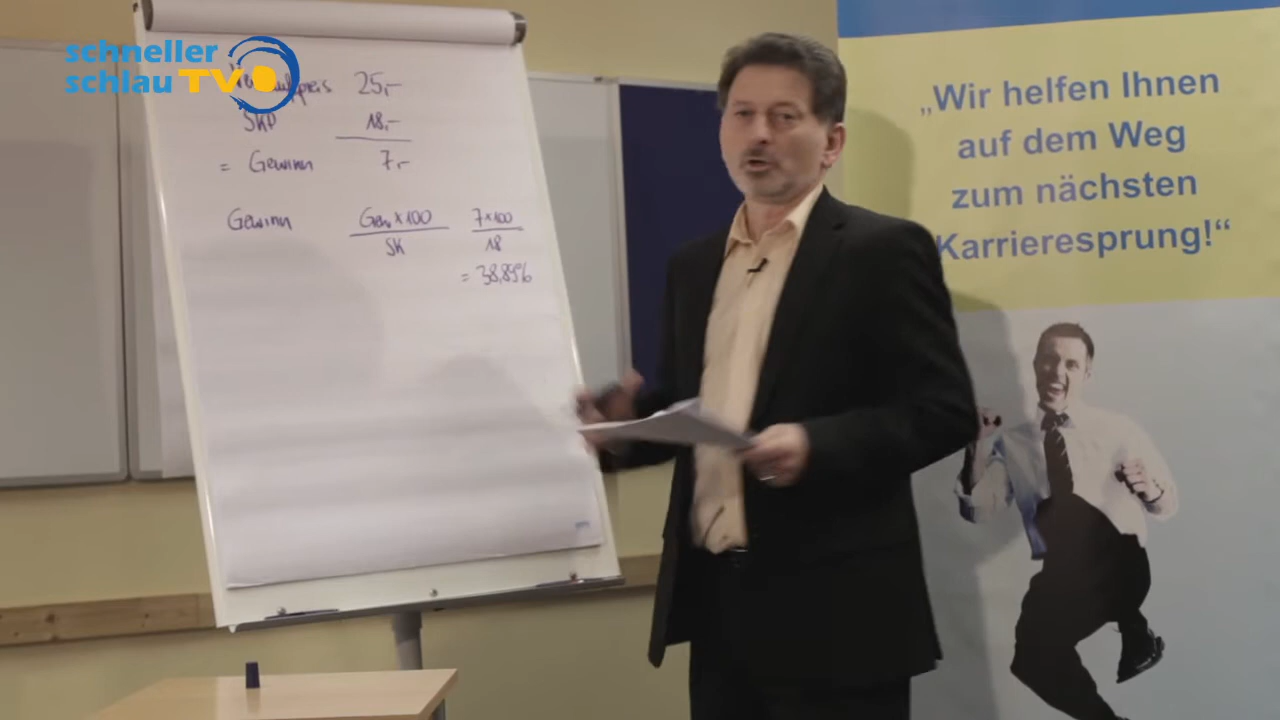 schneller
schlau TV
Verkaufpreis 25,-
SKP 18,-
= Gewinn 7,-
Gewinn Gew. x 100 7 x 100
SK 18
= 38,89%
„Wir helfen Ihnen
auf dem Weg
zum nächsten
Karrieresprung!“